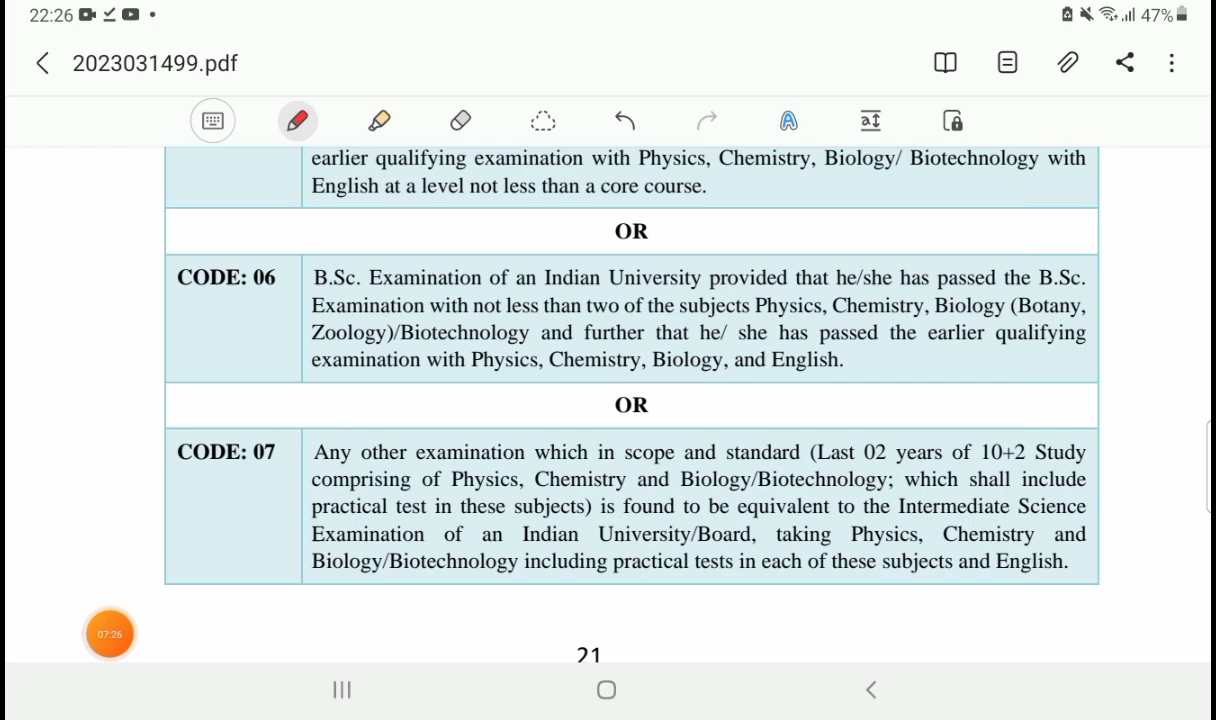 22:26
47%
2023031499.pdf
earlier qualifying examination with Physics, Chemistry, Biology/ Biotechnology with
English at a level not less than a core course.
OR
CODE: 06
B.Sc. Examination of an Indian University provided that he/she has passed the B.Sc.
Examination with not less than two of the subjects Physics, Chemistry, Biology (Botany,
Zoology)/Biotechnology and further that he/ she has passed the earlier qualifying
examination with Physics, Chemistry, Biology, and English.
OR
CODE: 07
Any other examination which in scope and standard (Last 02 years of 10+2 Study
comprising of Physics, Chemistry and Biology/Biotechnology; which shall include
practical test in these subjects) is found to be equivalent to the Intermediate Science
Examination of an Indian University/Board, taking Physics, Chemistry and
Biology/Biotechnology including practical tests in each of these subjects and English.
07:26
21